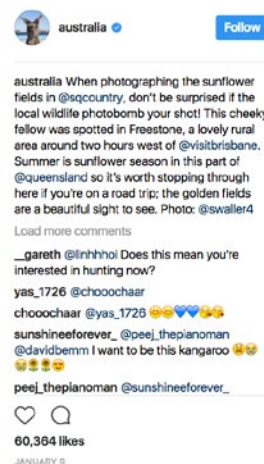 australia
Follow
australia When photographing the sunflower
fields in @sqcountry, don't be surprised if the
local wildlife photobomb your shot! This cheeky
fellow was spotted in Freestone, a lovely rural
area around two hours west of @visitbrisbane.
Summer is sunflower season in this part of
@queensland so it's worth stopping through
here if you're on a road trip; the golden fields
are a beautiful sight to see. Photo: @swaller4
Load more comments
__gareth @linhhhoi Does this mean you're
interested in hunting now?
yas_1726 @chooochaar
chooochaar @yas_1726 😊😊💙💙😘😘
sunshineeforever_ @peej_thepianoman
@davidbemm I want to be this kangaroo 😫😭
😭🌻🌻😍
peej_thepianoman @sunshineeforever_
60,364 likes
JANUARY 9